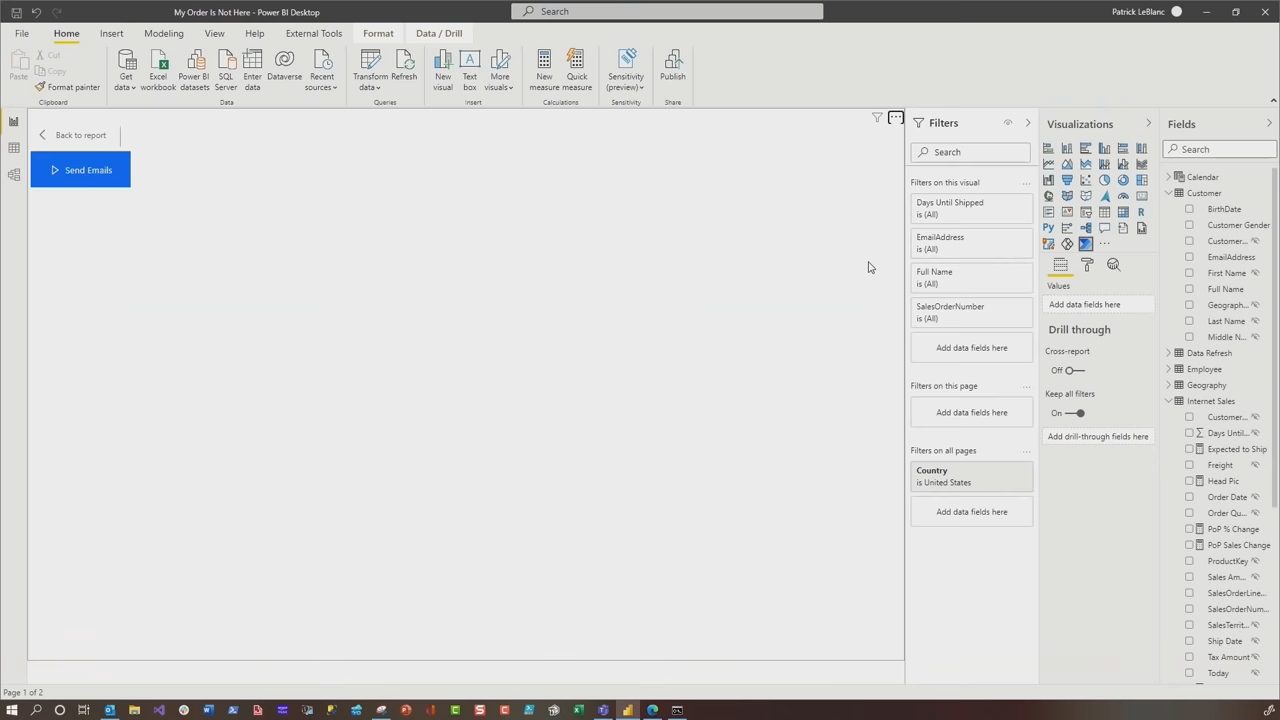 My Order Is Not Here - Power BI Desktop
Search
Patrick LeBlanc
File
Home
Insert
Modeling
View
Help
External Tools
Format
Data / Drill
Paste
Cut
Copy
Format painter
Clipboard
Get
data
Excel
workbook
Power BI
datasets
SQL
Server
Enter
data
Dataverse
Recent
sources
Data
Transform
data
Refresh
Queries
New
visual
Text
box
More
visuals
Insert
New
measure
Quick
measure
Calculations
Sensitivity
(preview)
Sensitivity
Publish
Share
Back to report
Send Emails
Filters
Search
Filters on this visual
Days Until Shipped
is (All)
EmailAddress
is (All)
Full Name
is (All)
SalesOrderNumber
is (All)
Add data fields here
Filters on this page
Add data fields here
Filters on all pages
Country
is United States
Add data fields here
Visualizations
R
Py
Values
Add data fields here
Drill through
Cross-report
Off
Keep all filters
On
Add drill-through fields here
Fields
Search
Calendar
Customer
BirthDate
Customer Gender
Customer...
EmailAddress
First Name
Full Name
Geograph...
Last Name
Middle N...
Data Refresh
Employee
Geography
Internet Sales
Customer...
Days Until...
Expected to Ship
Freight
Head Pic
Order Date
Order Qu...
PoP % Change
PoP Sales Change
ProductKey
Sales Am...
SalesOrderLine...
SalesOrderNum...
SalesTerrit...
Ship Date
Tax Amount
Today
Page 1 of 2